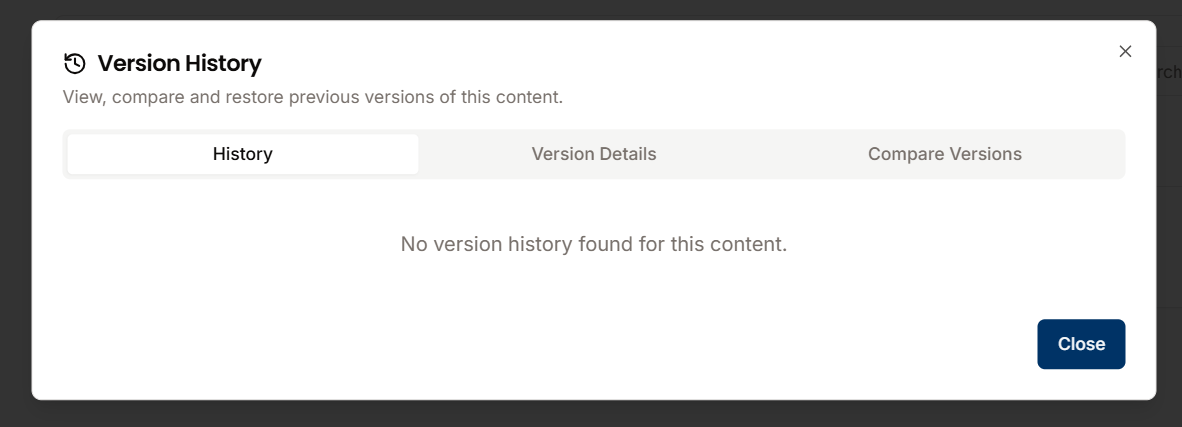 Version History
View, compare and restore previous versions of this content.
History
Version Details
Compare Versions
No version history found for this content.
Close